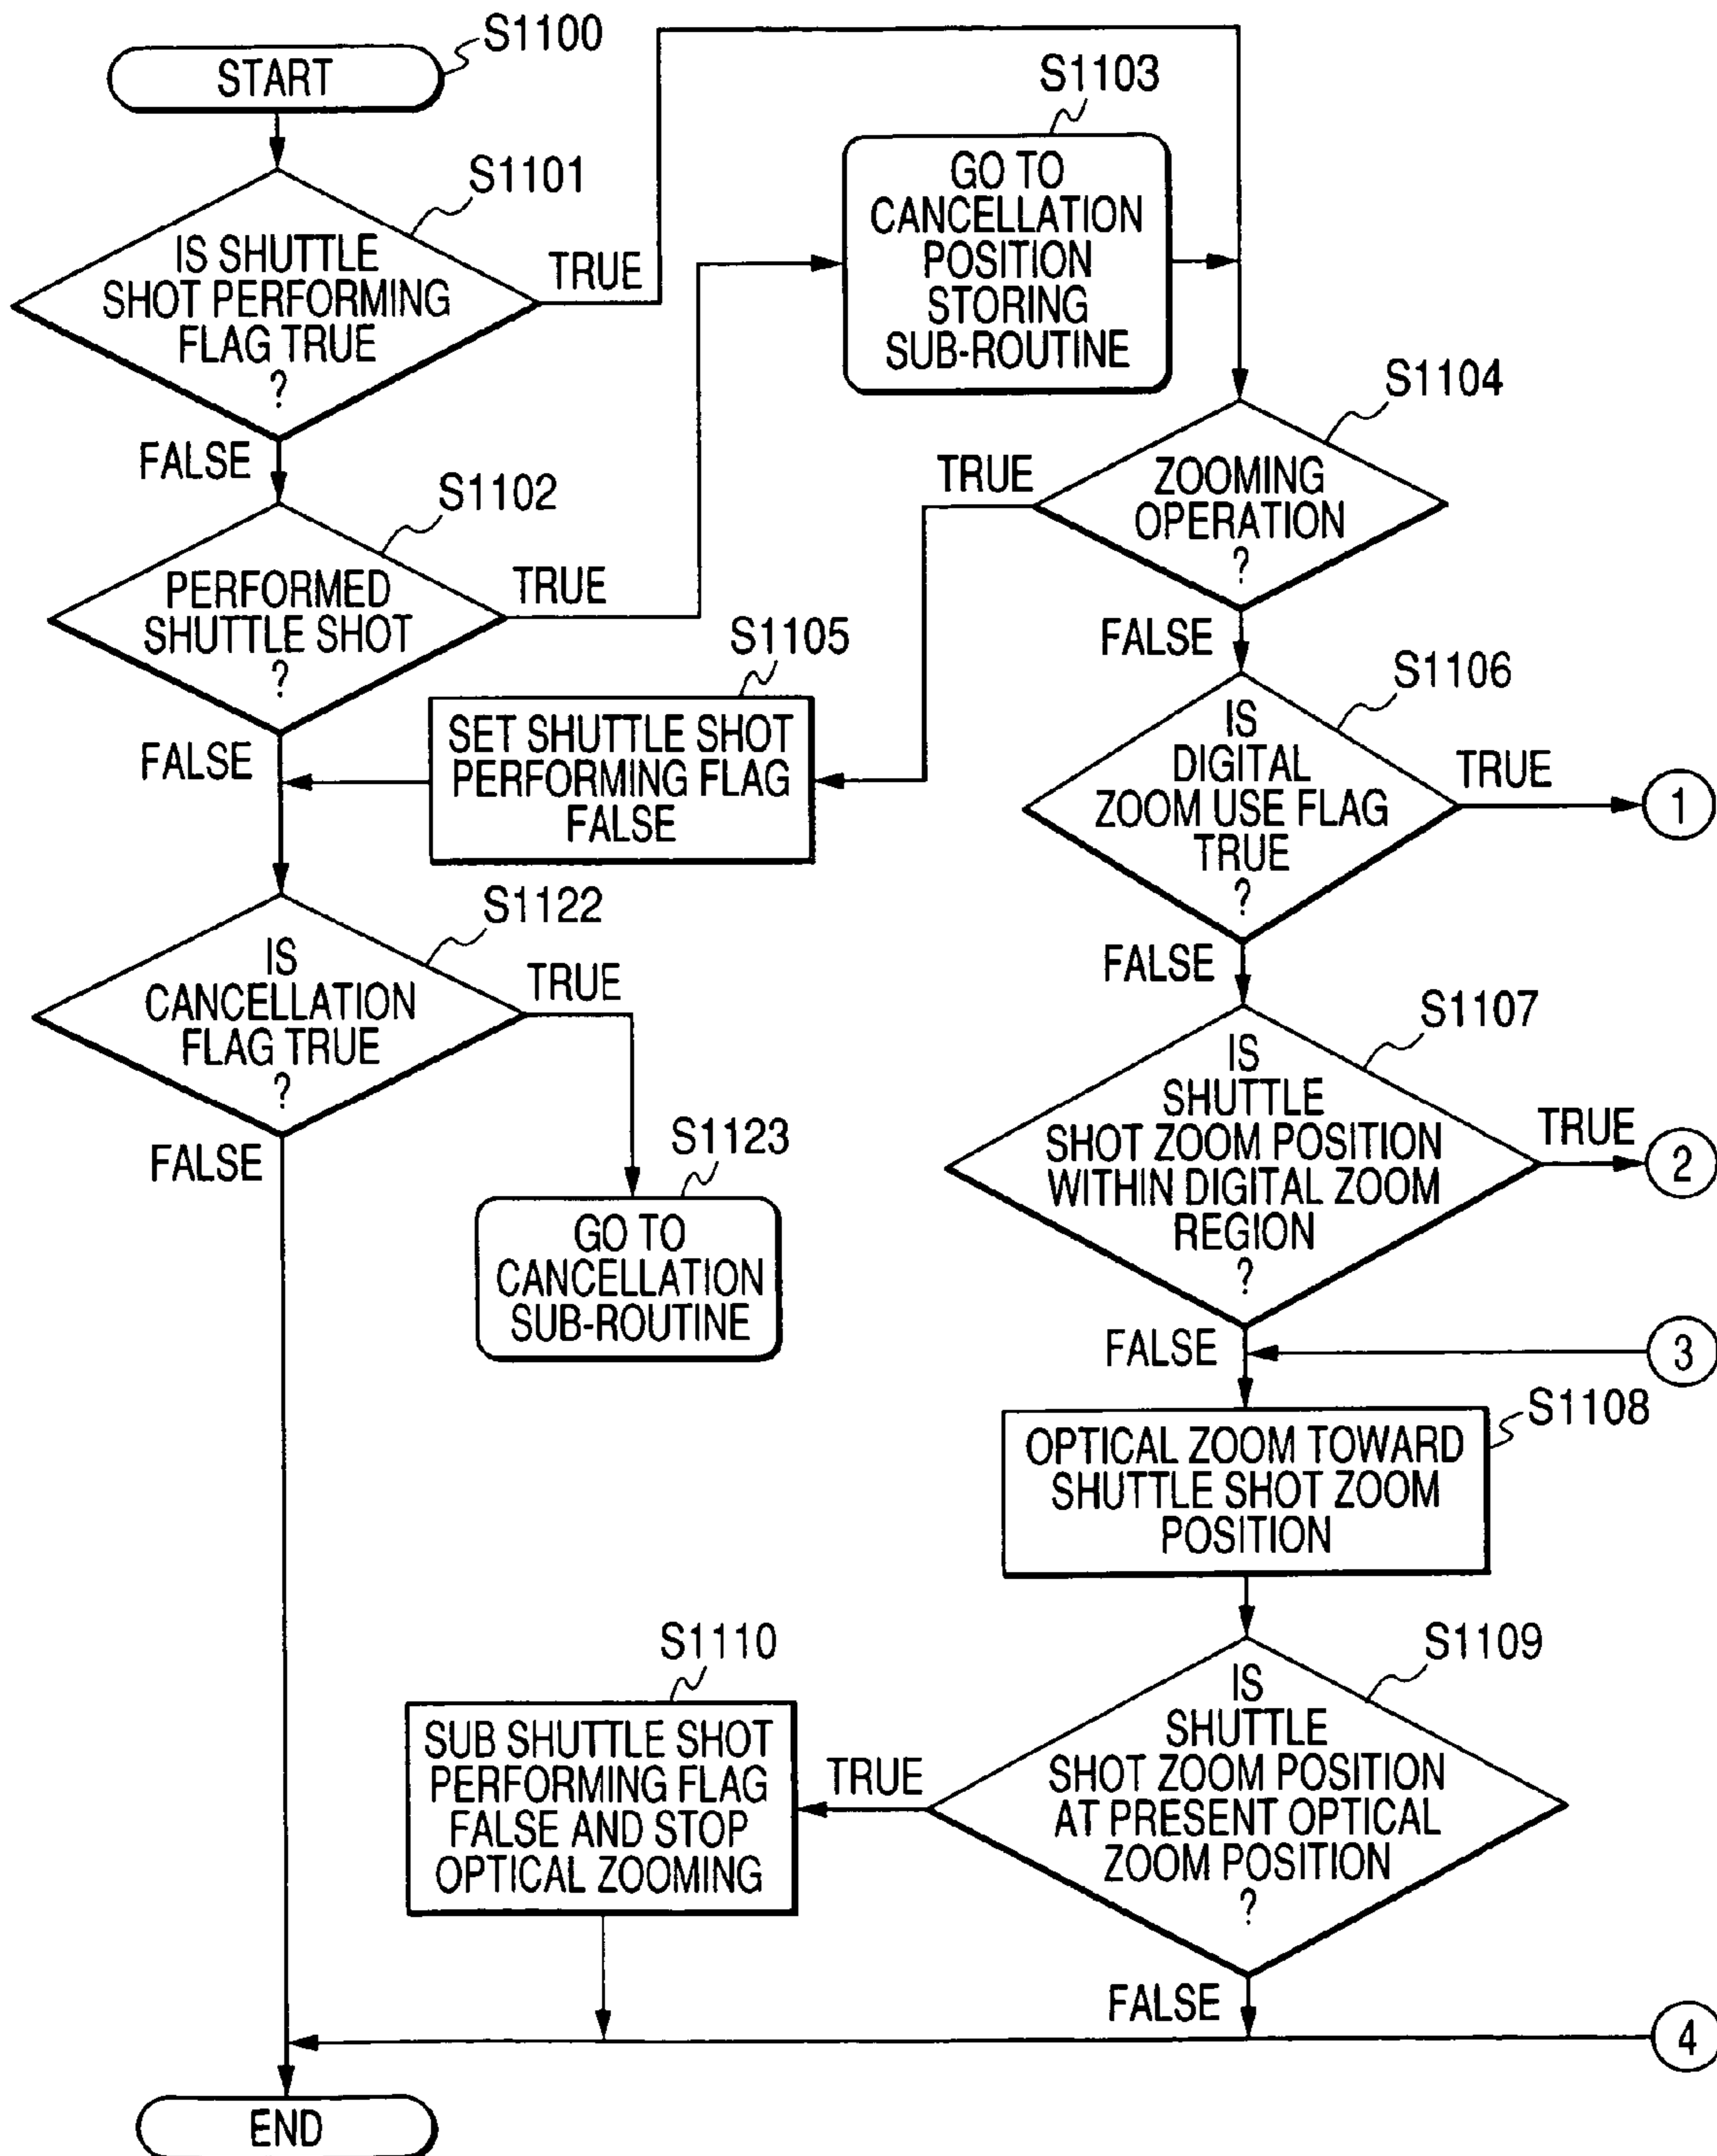 S1100
START
S1101
IS SHUTTLE
SHOT PERFORMING
FLAG TRUE
?
TRUE
FALSE
S1102
PERFORMED
SHUTTLE SHOT
?
TRUE
FALSE
S1103
GO TO
CANCELLATION
POSITION
STORING
SUB-ROUTINE
S1104
ZOOMING
OPERATION
?
TRUE
FALSE
S1105
SET SHUTTLE SHOT
PERFORMING FLAG
FALSE
S1106
IS
DIGITAL
ZOOM USE FLAG
TRUE
?
TRUE
1
FALSE
S1122
IS
CANCELLATION
FLAG TRUE
?
TRUE
FALSE
S1123
GO TO
CANCELLATION
SUB-ROUTINE
S1107
IS
SHUTTLE
SHOT ZOOM POSITION
WITHIN DIGITAL ZOOM
REGION
?
TRUE
2
FALSE
3
S1108
OPTICAL ZOOM TOWARD
SHUTTLE SHOT ZOOM
POSITION
S1109
IS
SHUTTLE
SHOT ZOOM POSITION
AT PRESENT OPTICAL
ZOOM POSITION
?
TRUE
FALSE
S1110
SUB SHUTTLE SHOT
PERFORMING FLAG
FALSE AND STOP
OPTICAL ZOOMING
4
END